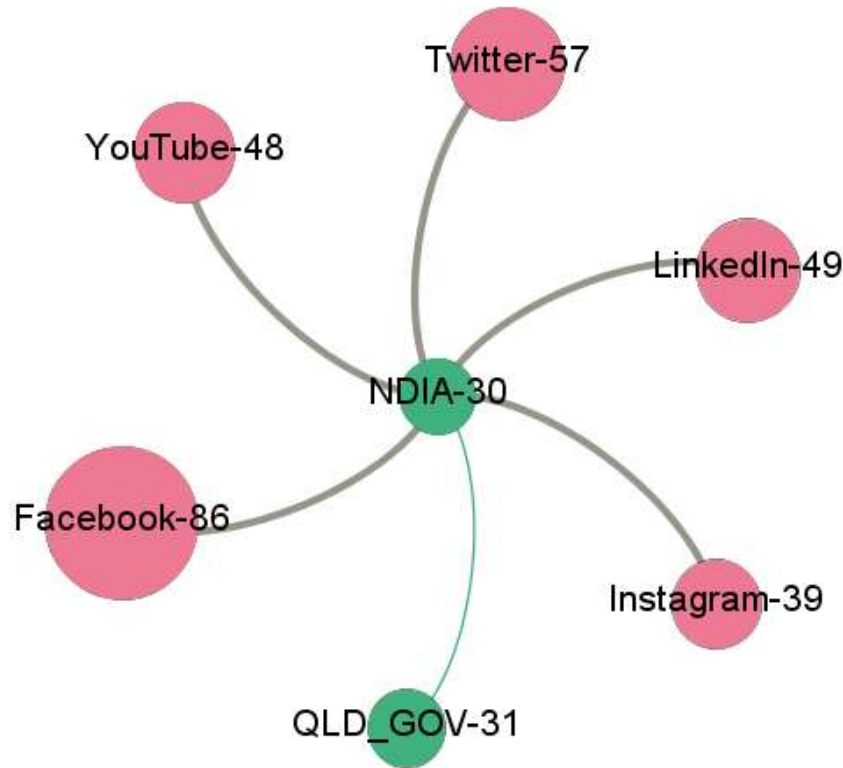 Twitter-57
YouTube-48
LinkedIn-49
NDIA-30
Facebook-86
Instagram-39
QLD_GOV-31